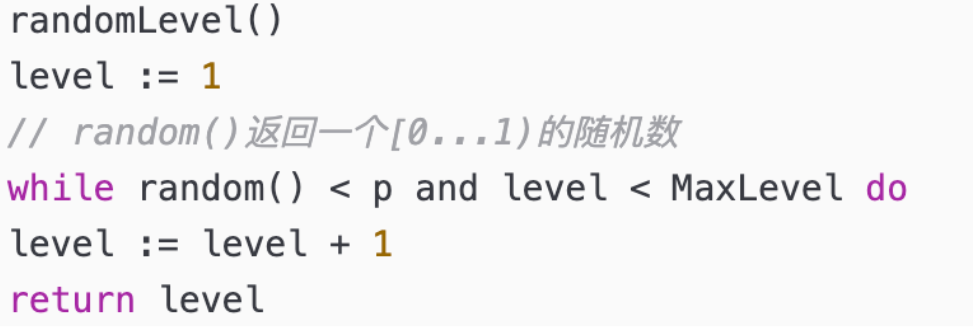 randomLevel()
level := 1
// random()返回一个[0...1)的随机数
while random() < p and level < MaxLevel do
level := level + 1
return level